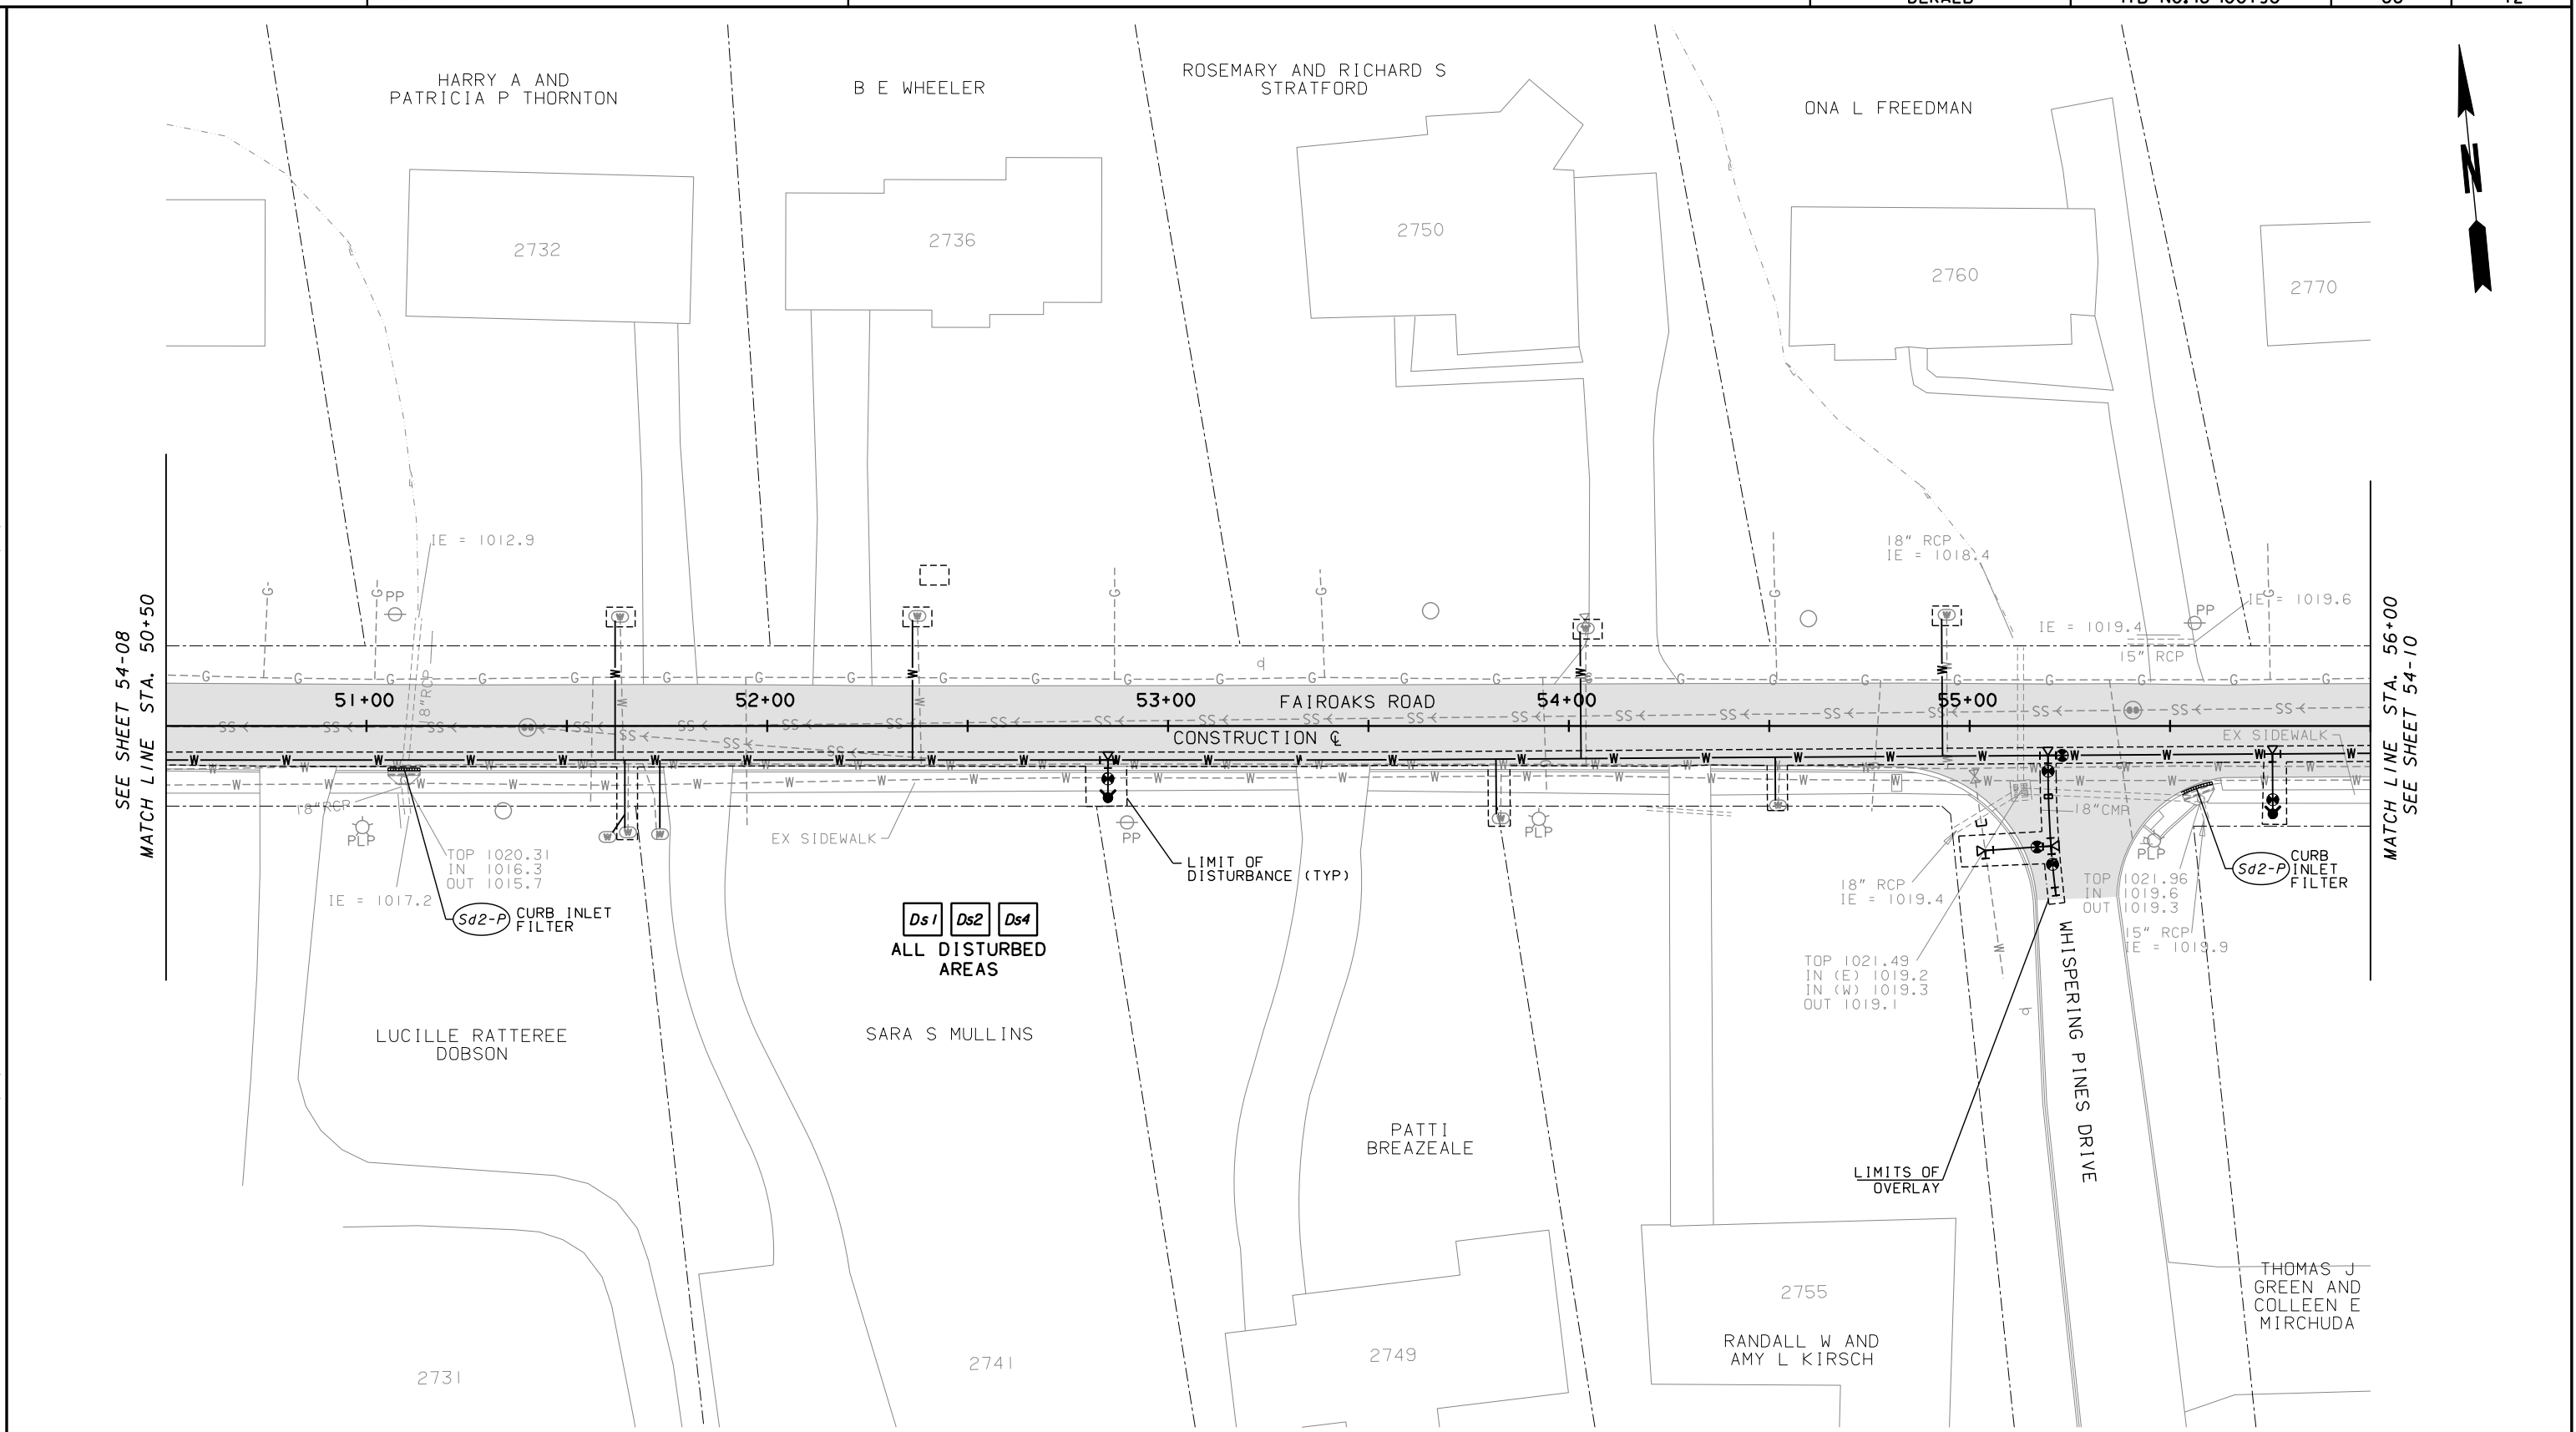 HARRY A AND
PATRICIA P THORNTON
B E WHEELER
ROSEMARY AND RICHARD S
STRATFORD
ONA L FREEDMAN
N
2732
2736
2750
2760
2770
IE = 1012.9
18" RCP
IE = 1018.4
PP
IE = 1019.6
IE = 1019.4
15" RCP
PP
SEE SHEET 54-08
MATCH LINE STA. 50+50
MATCH LINE STA. 56+00
SEE SHEET 54-10
18"RCP
51+00
52+00
53+00
FAIROAKS ROAD
54+00
55+00
CONSTRUCTION ℄
EX SIDEWALK
18"RCP
PLP
EX SIDEWALK
PP
PLP
18"CMP
PLP
TOP 1020.31
IN 1016.3
OUT 1015.7
IE = 1017.2
Sd2-P
CURB INLET
FILTER
LIMIT OF
DISTURBANCE (TYP)
Ds1 Ds2 Ds4
ALL DISTURBED
AREAS
18" RCP
IE = 1019.4
TOP 1021.96
IN 1019.6
OUT 1019.3
15" RCP
IE = 1019.9
Sd2-P
CURB
INLET
FILTER
TOP 1021.49
IN (E) 1019.2
IN (W) 1019.3
OUT 1019.1
WHISPERING PINES DRIVE
LUCILLE RATTEREE
DOBSON
SARA S MULLINS
PATTI
BREAZEALE
LIMITS OF
OVERLAY
THOMAS J
GREEN AND
COLLEEN E
MIRCHUDA
2731
2741
2749
2755
RANDALL W AND
AMY L KIRSCH